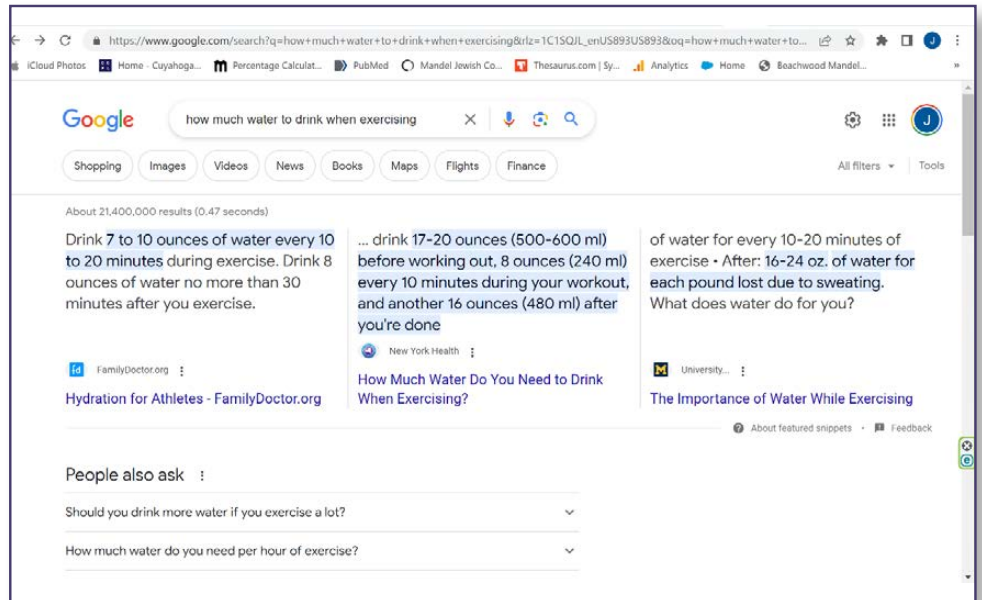 https://www.google.com/search?q=how+much+water+to+drink+when+exercising&rlz=1C1SQJL_enUS893US893&oq=how+much+water+to...
J
iCloud Photos Home - Cuyahoga... Percentage Calculat... PubMed Mandel Jewish Co... Thesaurus.com | Sy... Analytics Home Beachwood Mandel... »
Google how much water to drink when exercising J
Shopping Images Videos News Books Maps Flights Finance All filters Tools
About 21,400,000 results (0.47 seconds)
Drink 7 to 10 ounces of water every 10
to 20 minutes during exercise. Drink 8
ounces of water no more than 30
minutes after you exercise.
FamilyDoctor.org
Hydration for Athletes - FamilyDoctor.org
... drink 17-20 ounces (500-600 ml)
before working out, 8 ounces (240 ml)
every 10 minutes during your workout,
and another 16 ounces (480 ml) after
you're done
New York Health
How Much Water Do You Need to Drink
When Exercising?
of water for every 10-20 minutes of
exercise • After: 16-24 oz. of water for
each pound lost due to sweating.
What does water do for you?
M University...
The Importance of Water While Exercising
About featured snippets • Feedback
People also ask
Should you drink more water if you exercise a lot?
How much water do you need per hour of exercise?